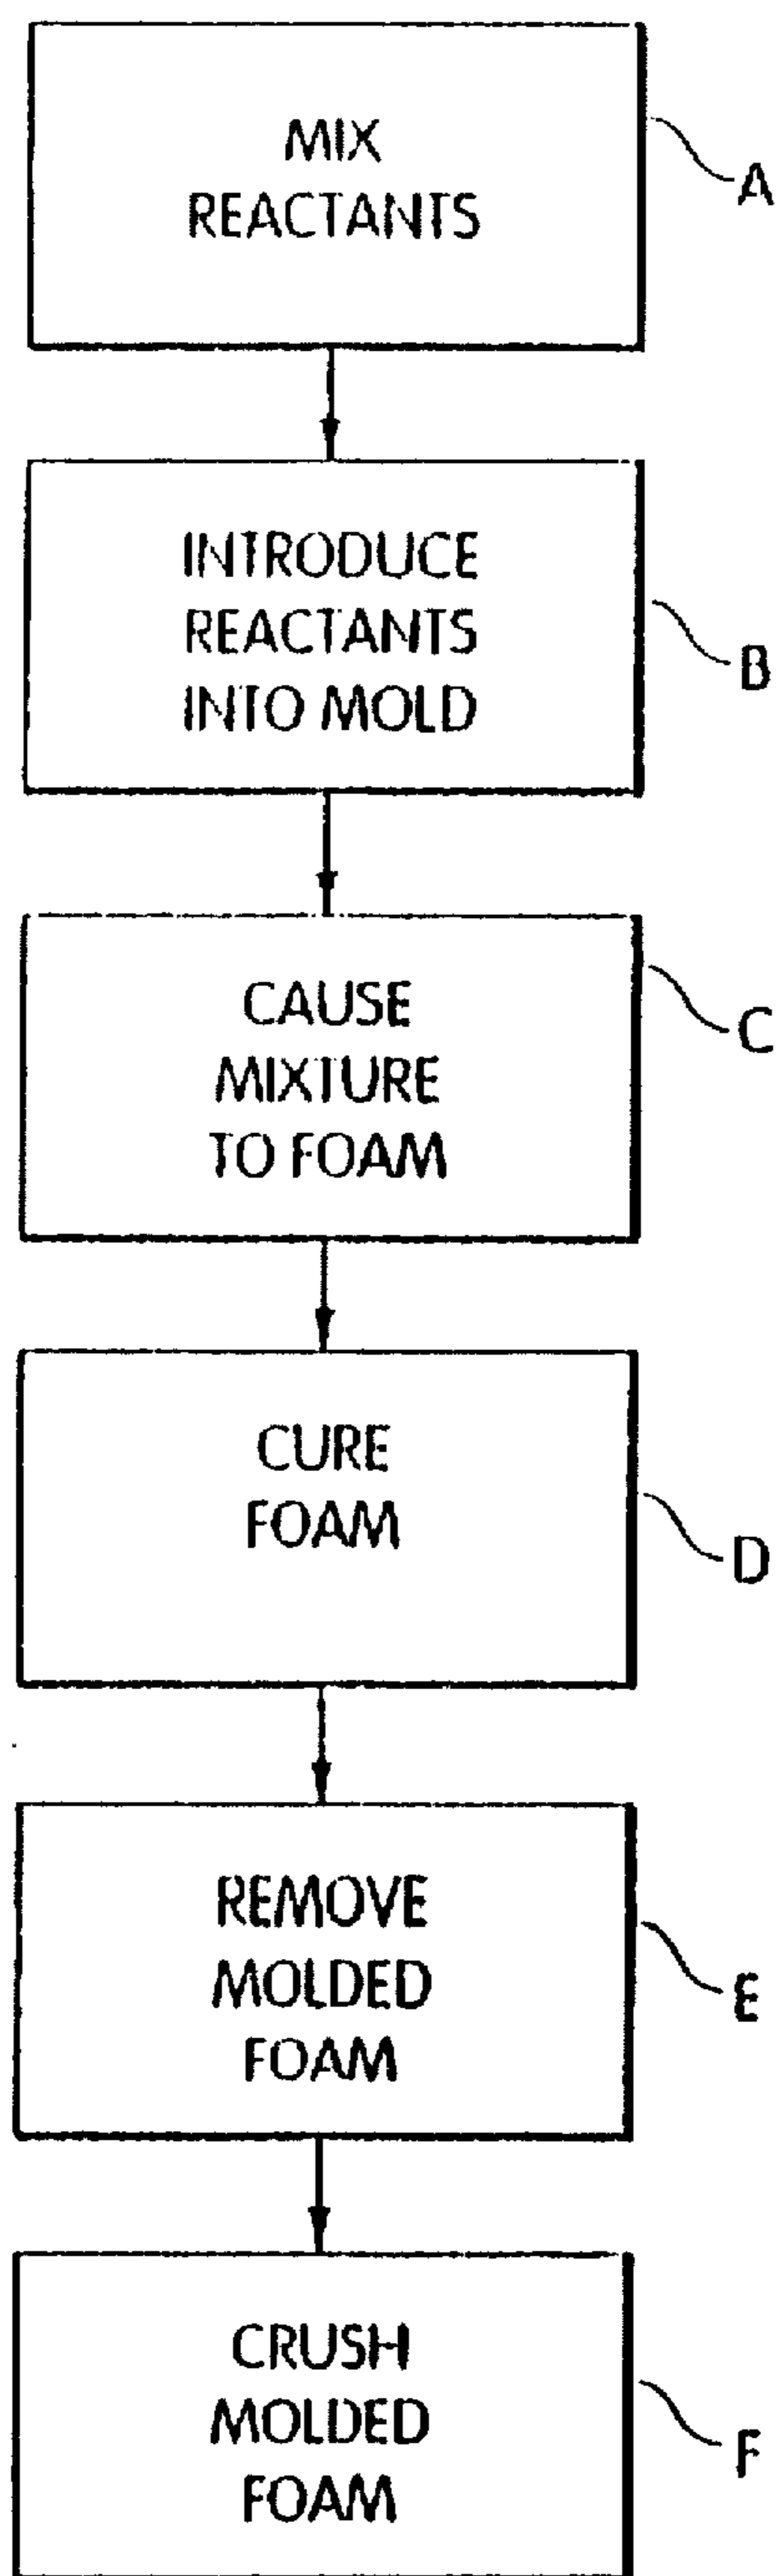 MIX
REACTANTS
A
INTRODUCE
REACTANTS
INTO MOLD
B
CAUSE
MIXTURE
TO FOAM
C
CURE
FOAM
D
REMOVE
MOLDED
FOAM
E
CRUSH
MOLDED
FOAM
F